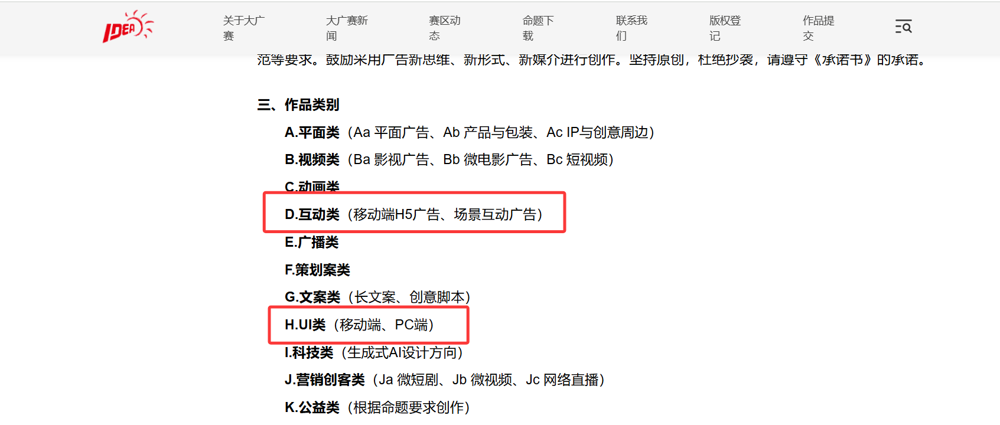 IDEA
关于大广
赛
大广赛新
闻
赛区动
态
命题下
载
联系我
们
版权登
记
作品提
交
范等要求。鼓励采用广告新思维、新形式、新媒介进行创作。坚持原创，杜绝抄袭，请遵守《承诺书》的承诺。
三、作品类别
A.平面类（Aa 平面广告、Ab 产品与包装、Ac IP与创意周边）
B.视频类（Ba 影视广告、Bb 微电影广告、Bc 短视频）
C.动画类
D.互动类（移动端H5广告、场景互动广告）
E.广播类
F.策划案类
G.文案类（长文案、创意脚本）
H.UI类（移动端、PC端）
I.科技类（生成式AI设计方向）
J.营销创客类（Ja 微短剧、Jb 微视频、Jc 网络直播）
K.公益类（根据命题要求创作）